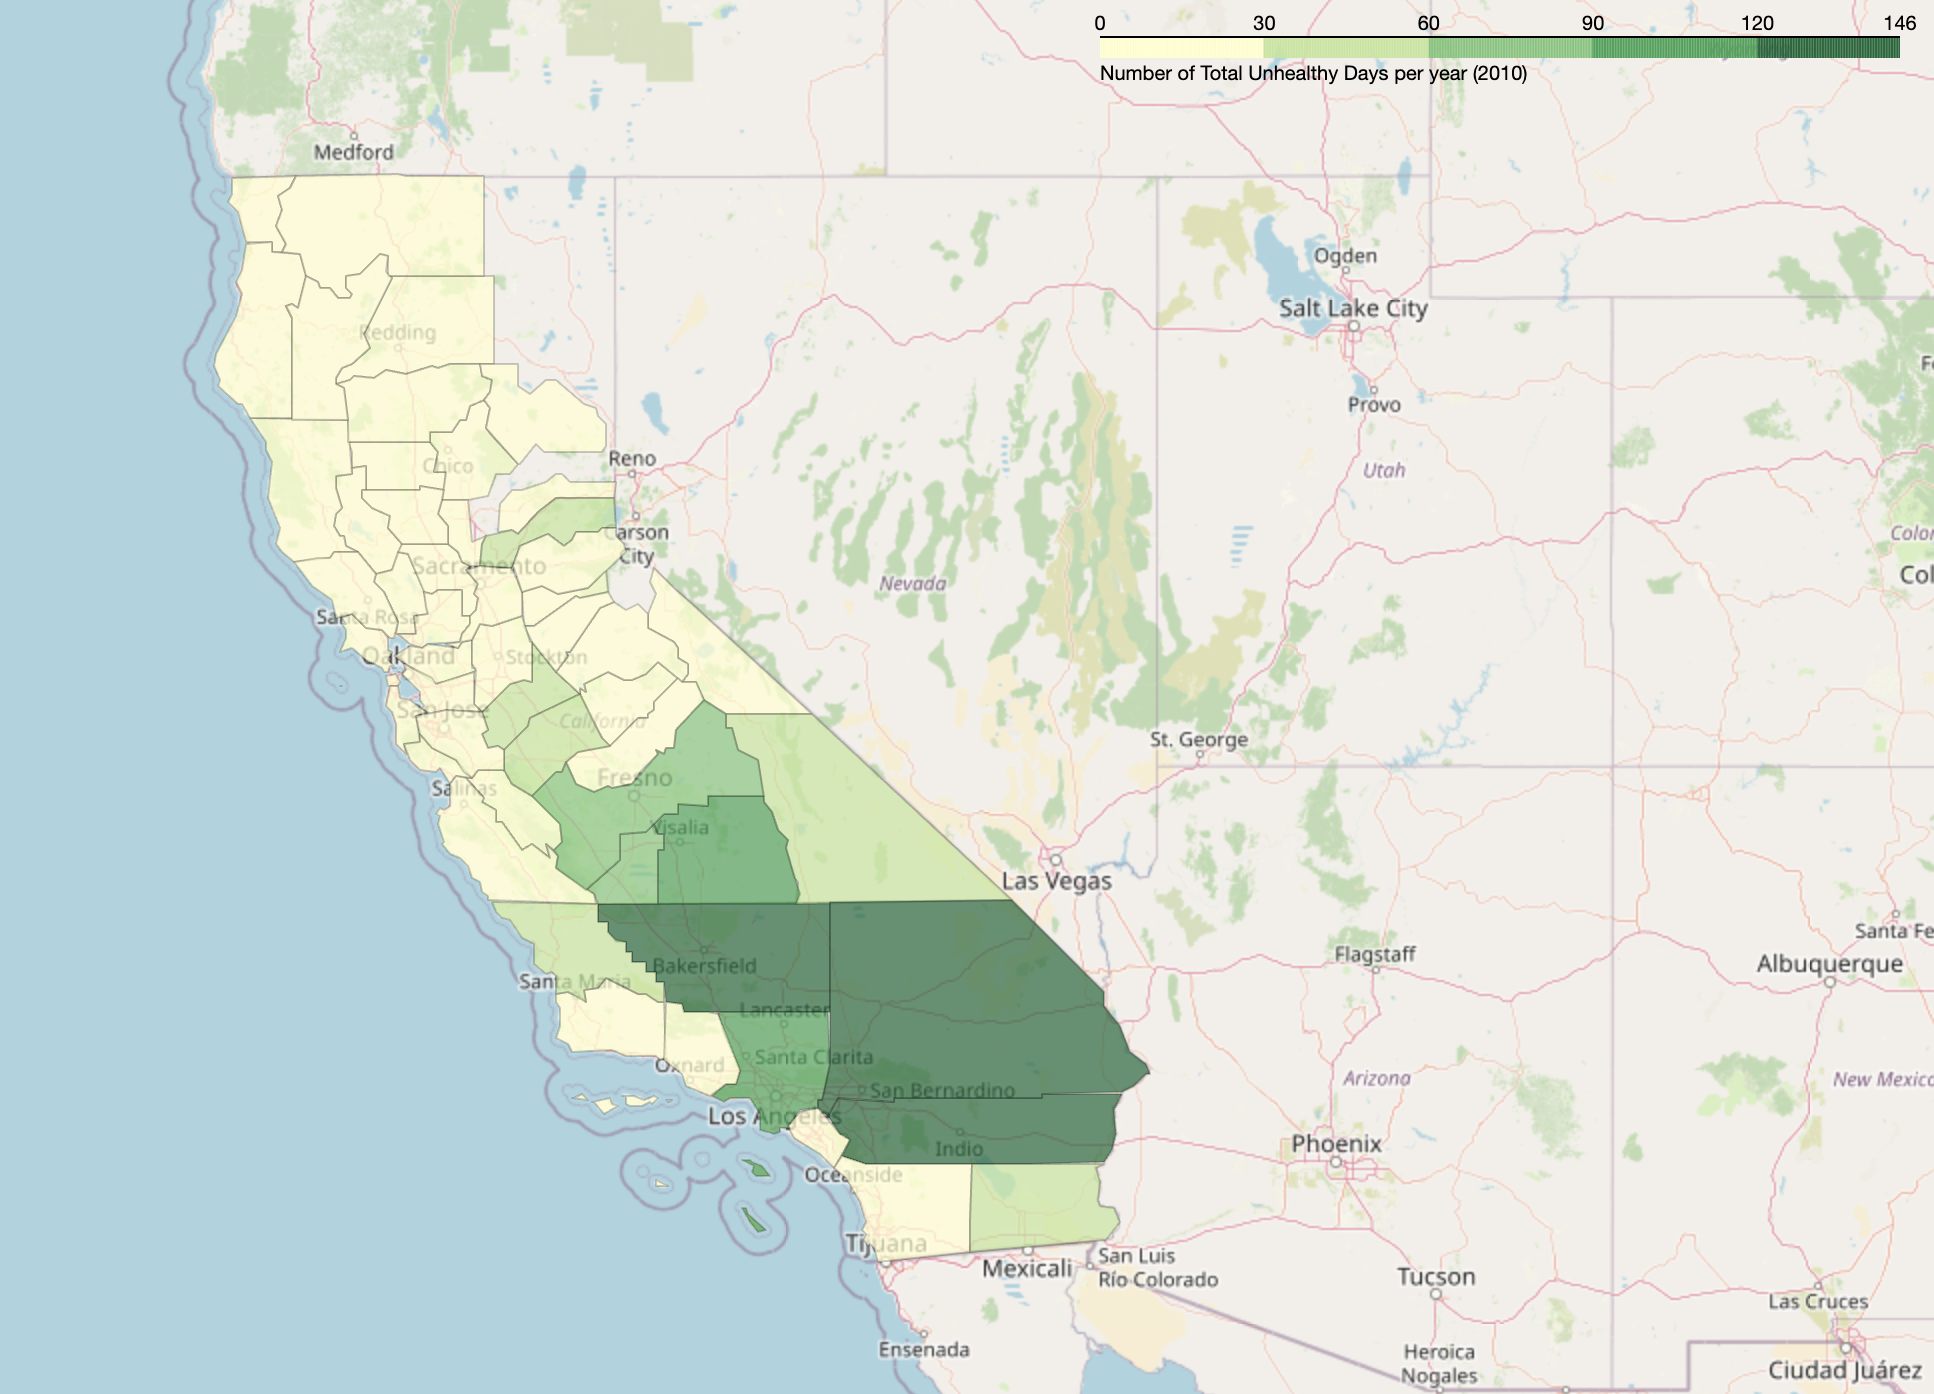 0 30 60 90 120 146
Number of Total Unhealthy Days per year (2010)
Medford
Ogden
Salt Lake City
Redding
Provo
Reno
Chico
Utah
Carson
City
Sacramento
Nevada
Santa Rosa
Oakland
Stockton
San Jose
California
St. George
Fresno
Salinas
Visalia
Las Vegas
Santa Fe
Flagstaff
Albuquerque
Bakersfield
Santa Maria
Lancaster
Santa Clarita
Oxnard
San Bernardino
Arizona
New Mexico
Los Angeles
Phoenix
Indio
Oceanside
Tijuana
Mexicali
San Luis
Río Colorado
Tucson
Las Cruces
Ensenada
Heroica
Nogales
Ciudad Juárez